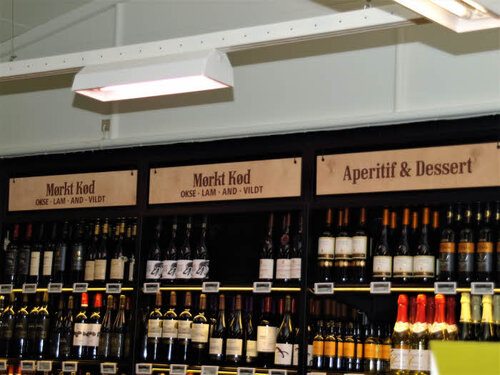 Mørkt Kød
OKSE · LAM · AND · VILDT
Mørkt Kød
OKSE · LAM · AND · VILDT
Aperitif & Dessert